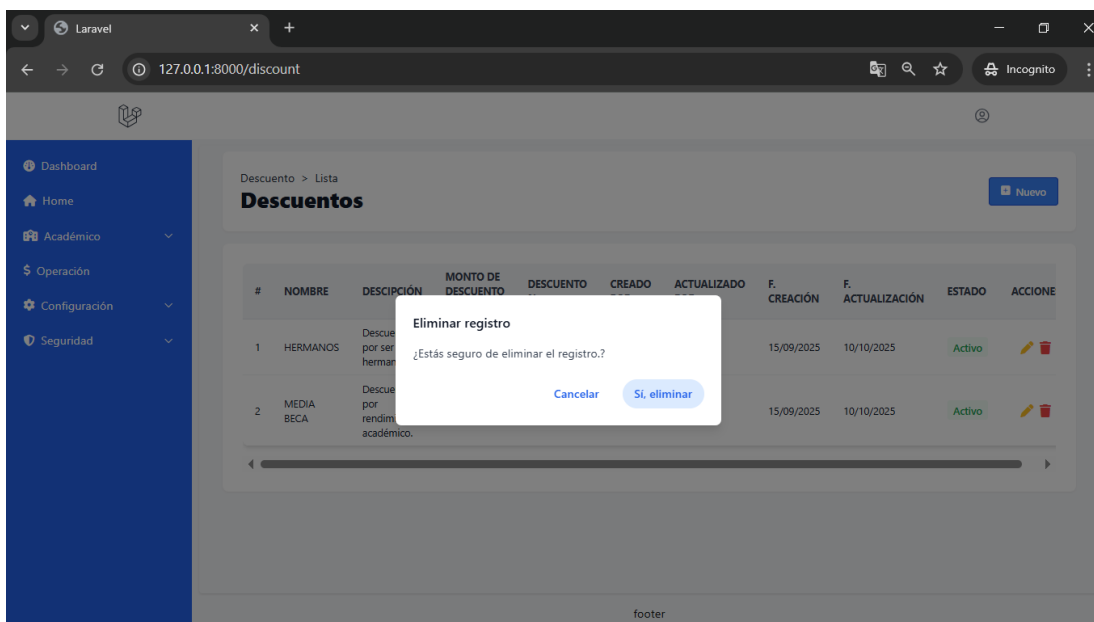 Laravel
127.0.0.1:8000/discount
Incognito
Dashboard
Home
Académico
$ Operación
Configuración
Seguridad
Descuento > Lista
Descuentos
Nuevo
# NOMBRE DESCIPCIÓN MONTO DE DESCUENTO DESCUENTO CREADO ACTUALIZADO F. CREACIÓN F. ACTUALIZACIÓN ESTADO ACCIONE
1 HERMANOS
por ser
15/09/2025 10/10/2025 Activo
2 MEDIA BECA
por
académico.
15/09/2025 10/10/2025 Activo
Eliminar registro
¿Estás seguro de eliminar el registro.?
Cancelar
Sí, eliminar
footer